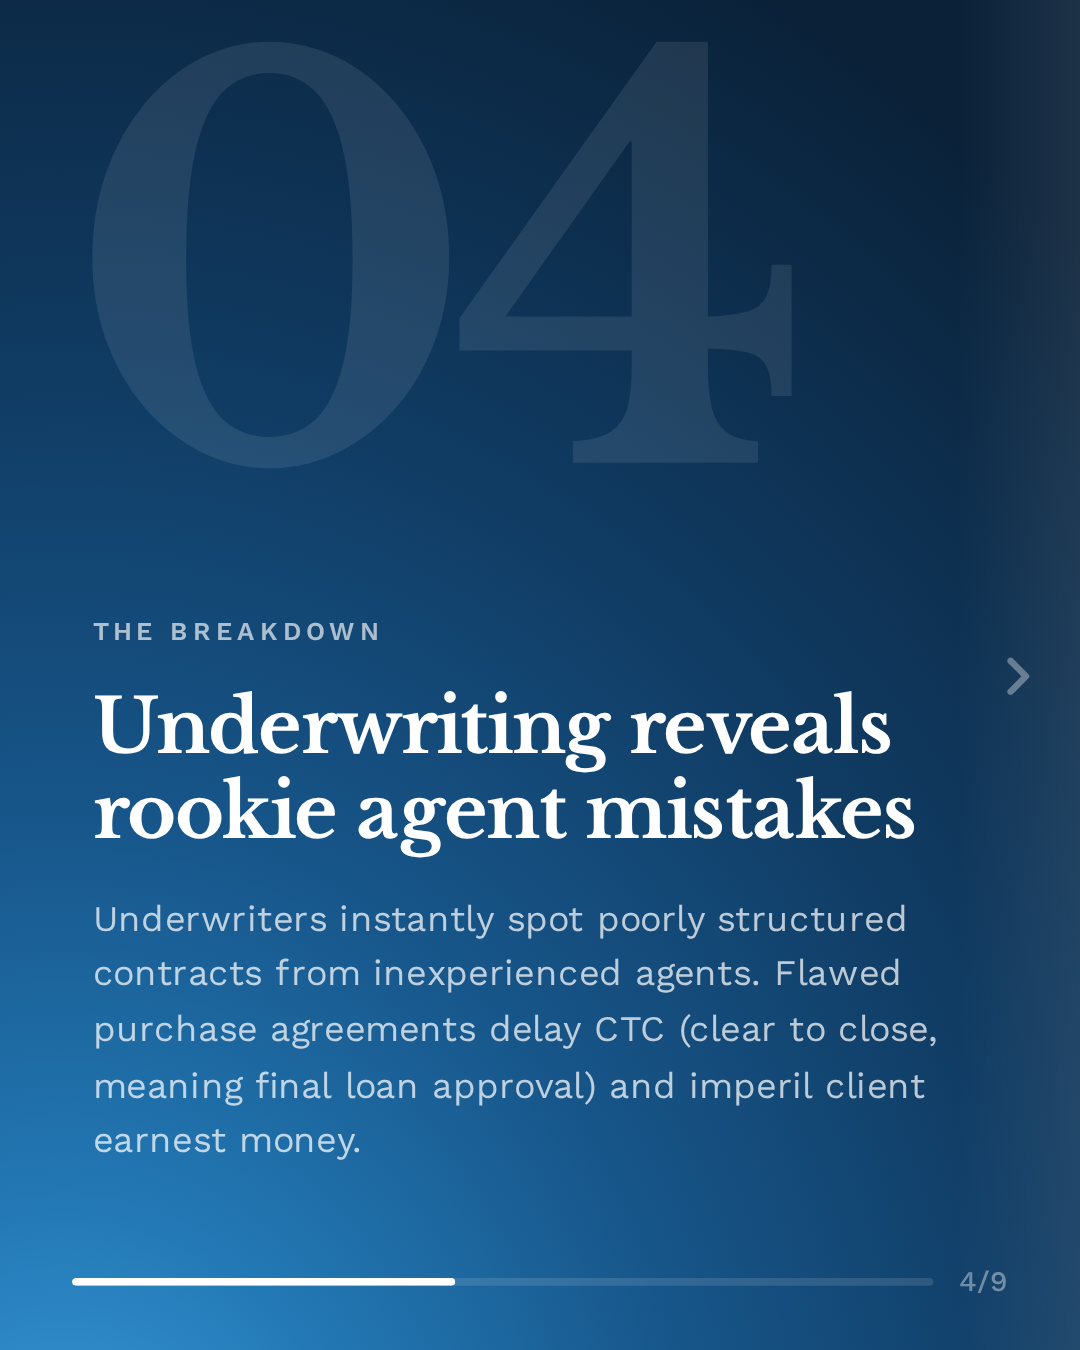 04
THE BREAKDOWN
Underwriting reveals
rookie agent mistakes
Underwriters instantly spot poorly structured
contracts from inexperienced agents. Flawed
purchase agreements delay CTC (clear to close,
meaning final loan approval) and imperil client
earnest money.
4/9